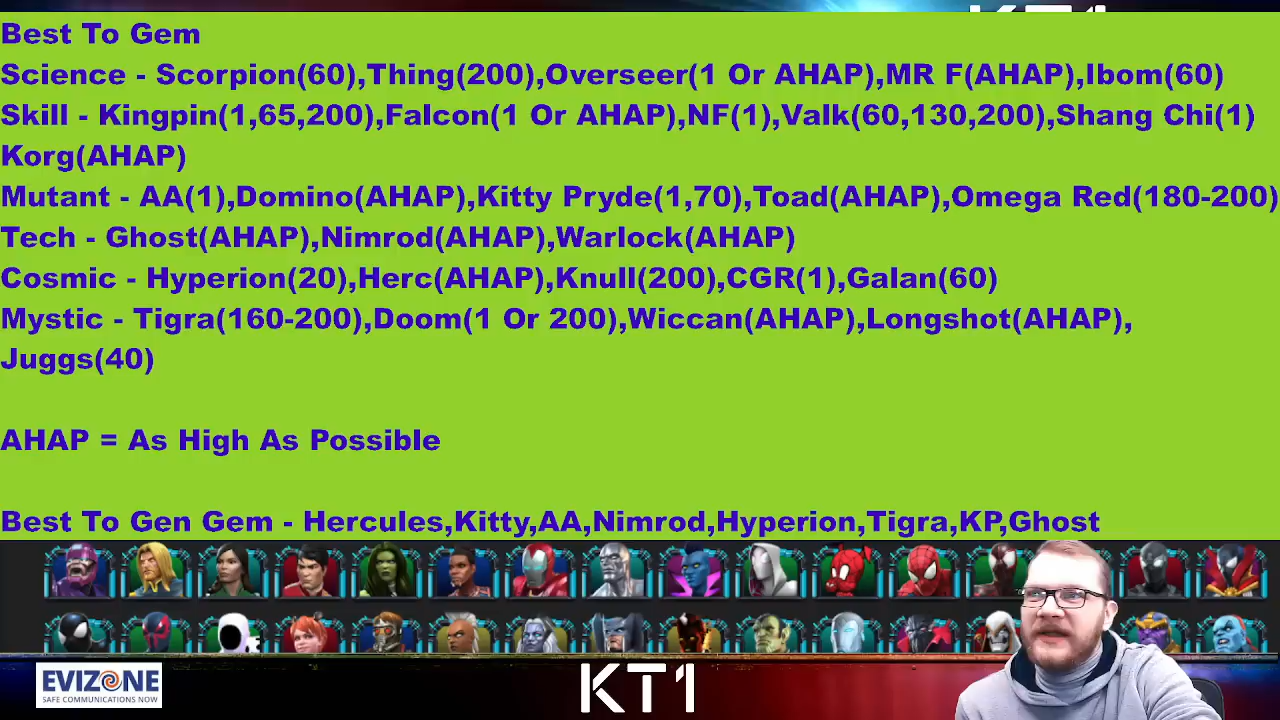 Best To Gem
Science - Scorpion(60),Thing(200),Overseer(1 Or AHAP),MR F(AHAP),Ibom(60)
Skill - Kingpin(1,65,200),Falcon(1 Or AHAP),NF(1),Valk(60,130,200),Shang Chi(1)
Korg(AHAP)
Mutant - AA(1),Domino(AHAP),Kitty Pryde(1,70),Toad(AHAP),Omega Red(180-200)
Tech - Ghost(AHAP),Nimrod(AHAP),Warlock(AHAP)
Cosmic - Hyperion(20),Herc(AHAP),Knull(200),CGR(1),Galan(60)
Mystic - Tigra(160-200),Doom(1 Or 200),Wiccan(AHAP),Longshot(AHAP),
Juggs(40)
AHAP = As High As Possible
Best To Gen Gem - Hercules,Kitty,AA,Nimrod,Hyperion,Tigra,KP,Ghost
EVIZONE
SAFE COMMUNICATIONS NOW
KT1